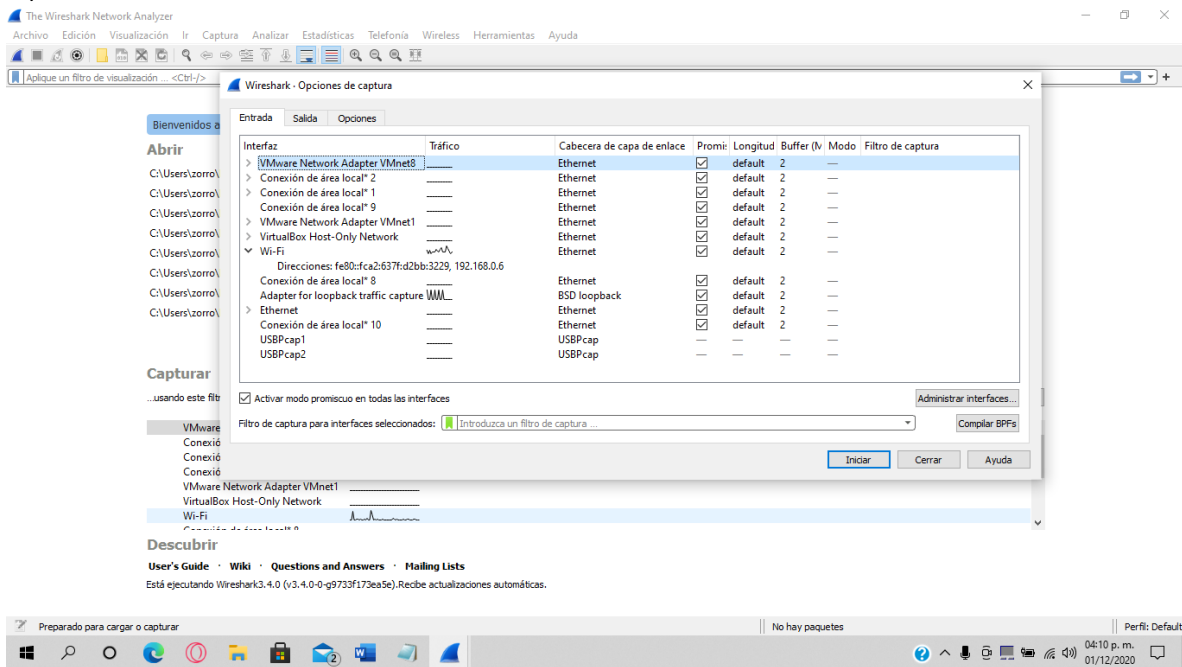 The Wireshark Network Analyzer
Archivo Edición Visualización Ir Captura Analizar Estadísticas Telefonía Wireless Herramientas Ayuda
Aplique un filtro de visualización ... <Ctrl-/>
Wireshark · Opciones de captura
Entrada Salida Opciones
Interfaz Tráfico Cabecera de capa de enlace Promi: Longitud Buffer (M Modo Filtro de captura
VMware Network Adapter VMnet8 Ethernet default 2 —
Conexión de área local* 2 Ethernet default 2 —
Conexión de área local* 1 Ethernet default 2 —
Conexión de área local* 9 Ethernet default 2 —
VMware Network Adapter VMnet1 Ethernet default 2 —
VirtualBox Host-Only Network Ethernet default 2 —
Wi-Fi Ethernet default 2 —
Direcciones: fe80::fca2:637f:d2bb:3229, 192.168.0.6
Conexión de área local* 8 Ethernet default 2 —
Adapter for loopback traffic capture BSD loopback default 2 —
Ethernet Ethernet default 2 —
Conexión de área local* 10 Ethernet default 2 —
USBPcap1 USBPcap — — — —
USBPcap2 USBPcap — — — —
Activar modo promiscuo en todas las interfaces
Administrar interfaces...
Filtro de captura para interfaces seleccionados: Introduzca un filtro de captura ...
Compilar BPFs
Iniciar Cerrar Ayuda
Bienvenidos a
Abrir
C:\Users\zorro\
C:\Users\zorro\
C:\Users\zorro\
C:\Users\zorro\
C:\Users\zorro\
C:\Users\zorro\
C:\Users\zorro\
C:\Users\zorro\
Capturar
...usando este filt
VMware
Conexió
Conexió
Conexió
VMware Network Adapter VMnet1
VirtualBox Host-Only Network
Wi-Fi
Descubrir
User's Guide · Wiki · Questions and Answers · Mailing Lists
Está ejecutando Wireshark3.4.0 (v3.4.0-0-g9733f173ea5e).Recibe actualizaciones automáticas.
Preparado para cargar o capturar
No hay paquetes
Perfil: Default
2
04:10 p. m.
01/12/2020